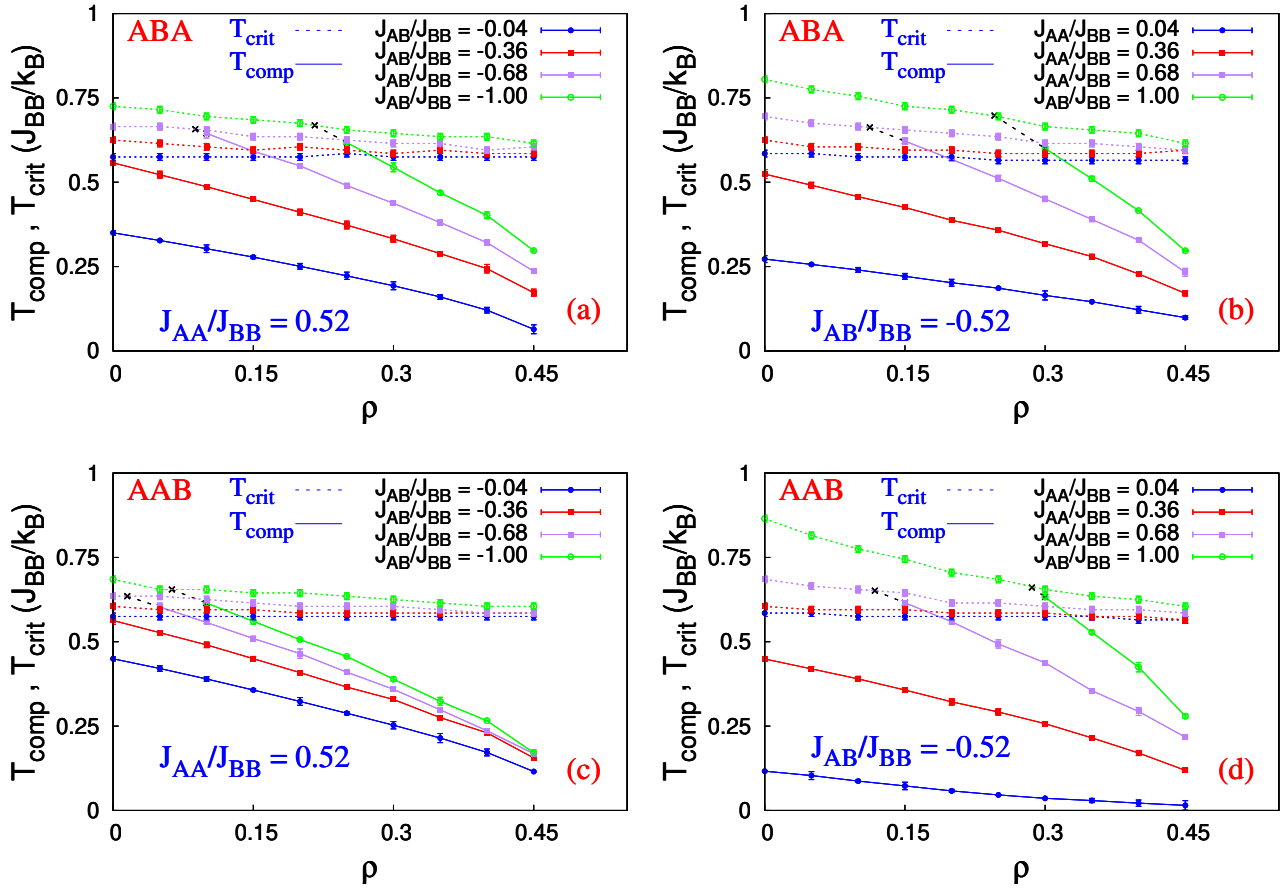 ABA
T_crit
T_comp
J_AB/J_BB = -0.04
J_AB/J_BB = -0.36
J_AB/J_BB = -0.68
J_AB/J_BB = -1.00
T_comp , T_crit (J_BB/k_B)
1
0.75
0.5
0.25
0
J_AA/J_BB = 0.52
(a)
0 0.15 0.3 0.45
ρ
ABA
T_crit
T_comp
J_AA/J_BB = 0.04
J_AA/J_BB = 0.36
J_AA/J_BB = 0.68
J_AB/J_BB = 1.00
T_comp , T_crit (J_BB/k_B)
1
0.75
0.5
0.25
0
J_AB/J_BB = -0.52
(b)
0 0.15 0.3 0.45
ρ
AAB
T_crit
T_comp
J_AB/J_BB = -0.04
J_AB/J_BB = -0.36
J_AB/J_BB = -0.68
J_AB/J_BB = -1.00
T_comp , T_crit (J_BB/k_B)
1
0.75
0.5
0.25
0
J_AA/J_BB = 0.52
(c)
0 0.15 0.3 0.45
ρ
AAB
T_crit
T_comp
J_AA/J_BB = 0.04
J_AA/J_BB = 0.36
J_AA/J_BB = 0.68
J_AB/J_BB = 1.00
T_comp , T_crit (J_BB/k_B)
1
0.75
0.5
0.25
0
J_AB/J_BB = -0.52
(d)
0 0.15 0.3 0.45
ρ